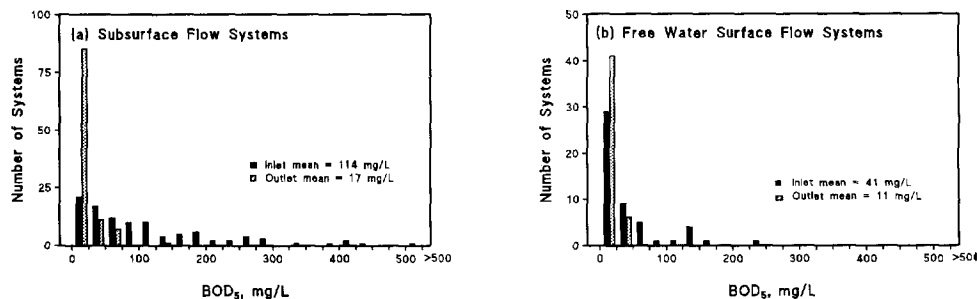 (a) Subsurface Flow Systems
Number of Systems
100
75
50
25
0
Inlet mean = 114 mg/L
Outlet mean = 17 mg/L
0 100 200 300 400 500 >500
BOD5, mg/L
(b) Free Water Surface Flow Systems
Number of Systems
50
40
30
20
10
0
Inlet mean = 41 mg/L
Outlet mean = 11 mg/L
0 100 200 300 400 500 >500
BOD5, mg/L